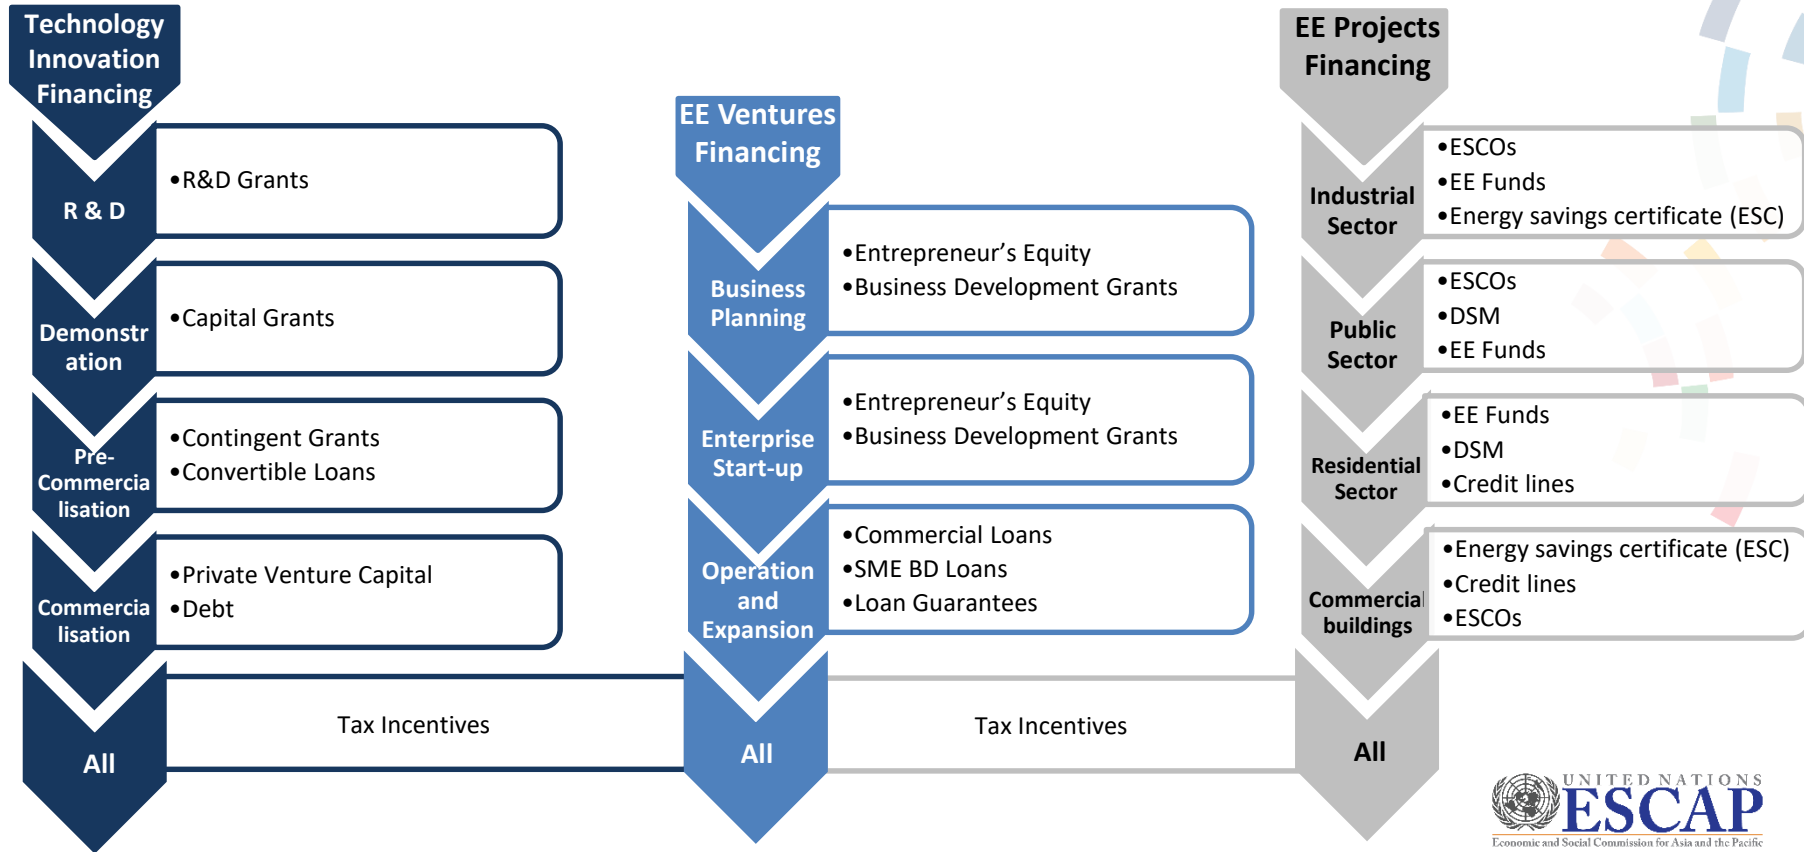 Technology
Innovation
Financing
R & D
•R&D Grants
Demonstr
ation
•Capital Grants
Pre-
Commercia
lisation
•Contingent Grants
•Convertible Loans
Commercia
lisation
•Private Venture Capital
•Debt
All
Tax Incentives
EE Ventures
Financing
Business
Planning
•Entrepreneur’s Equity
•Business Development Grants
Enterprise
Start-up
•Entrepreneur’s Equity
•Business Development Grants
Operation
and
Expansion
•Commercial Loans
•SME BD Loans
•Loan Guarantees
All
Tax Incentives
EE Projects
Financing
Industrial
Sector
•ESCOs
•EE Funds
•Energy savings certificate (ESC)
Public
Sector
•ESCOs
•DSM
•EE Funds
Residential
Sector
•EE Funds
•DSM
•Credit lines
Commercial
buildings
•Energy savings certificate (ESC)
•Credit lines
•ESCOs
All
UNITED NATIONS
ESCAP
Economic and Social Commission for Asia and the Pacific